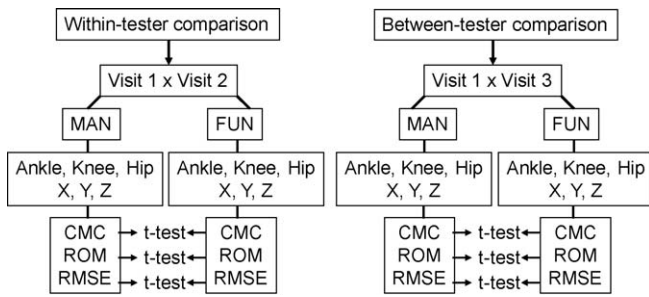 Within-tester comparison
Visit 1 x Visit 2
MAN
FUN
Ankle, Knee, Hip
X, Y, Z
Ankle, Knee, Hip
X, Y, Z
CMC t-test CMC
ROM t-test ROM
RMSE t-test RMSE
Between-tester comparison
Visit 1 x Visit 3
MAN
FUN
Ankle, Knee, Hip
X, Y, Z
Ankle, Knee, Hip
X, Y, Z
CMC t-test CMC
ROM t-test ROM
RMSE t-test RMSE